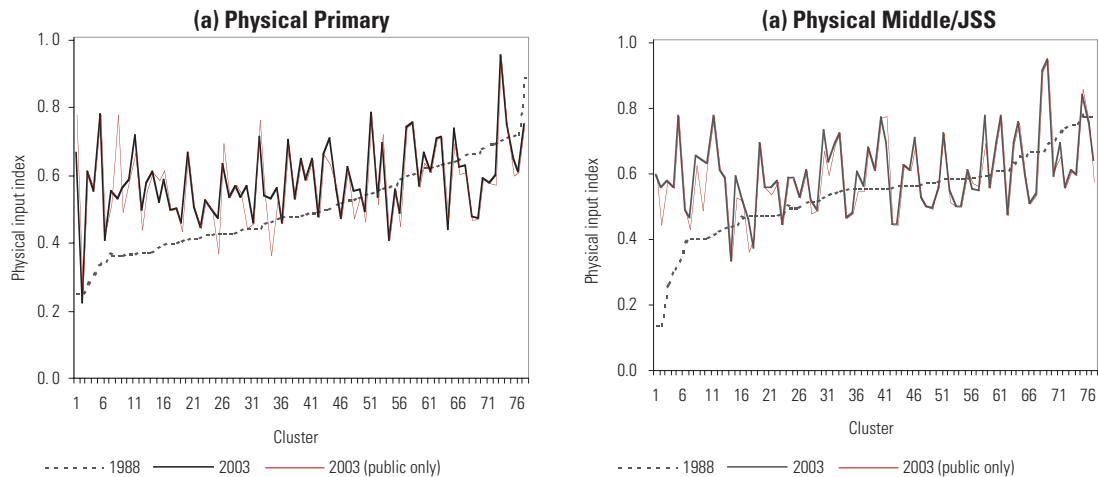 (a) Physical Primary
Physical input index
1.0
0.8
0.6
0.4
0.2
0.0
1 6 11 16 21 26 31 36 41 46 51 56 61 66 71 76
Cluster
1988 2003 2003 (public only)
(a) Physical Middle/JSS
Physical input index
1.0
0.8
0.6
0.4
0.2
0.0
1 6 11 16 21 26 31 36 41 46 51 56 61 66 71 76
Cluster
1988 2003 2003 (public only)